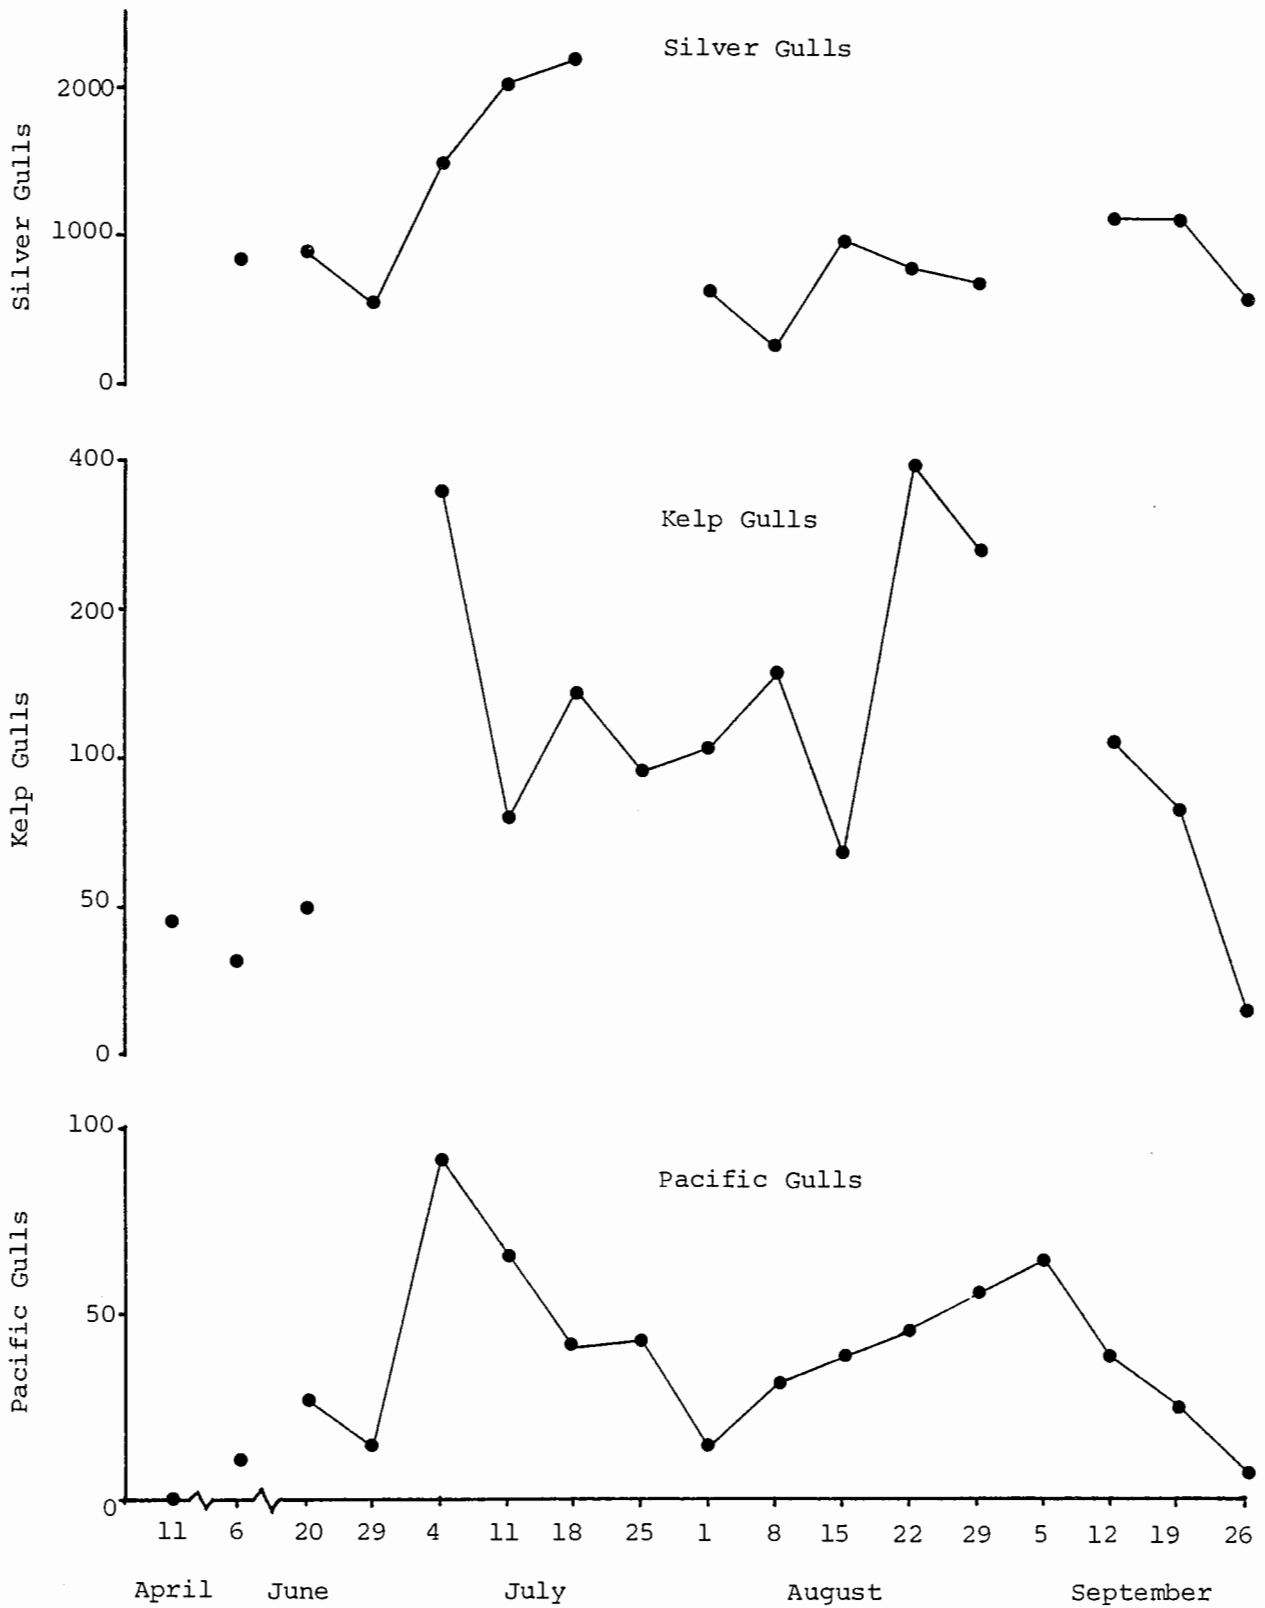 Silver Gulls
2000
1000
0
Silver Gulls
400
200
100
50
0
Kelp Gulls
Kelp Gulls
100
50
0
Pacific Gulls
Pacific Gulls
11 6 20 29 4 11 18 25 1 8 15 22 29 5 12 19 26
April June July August September